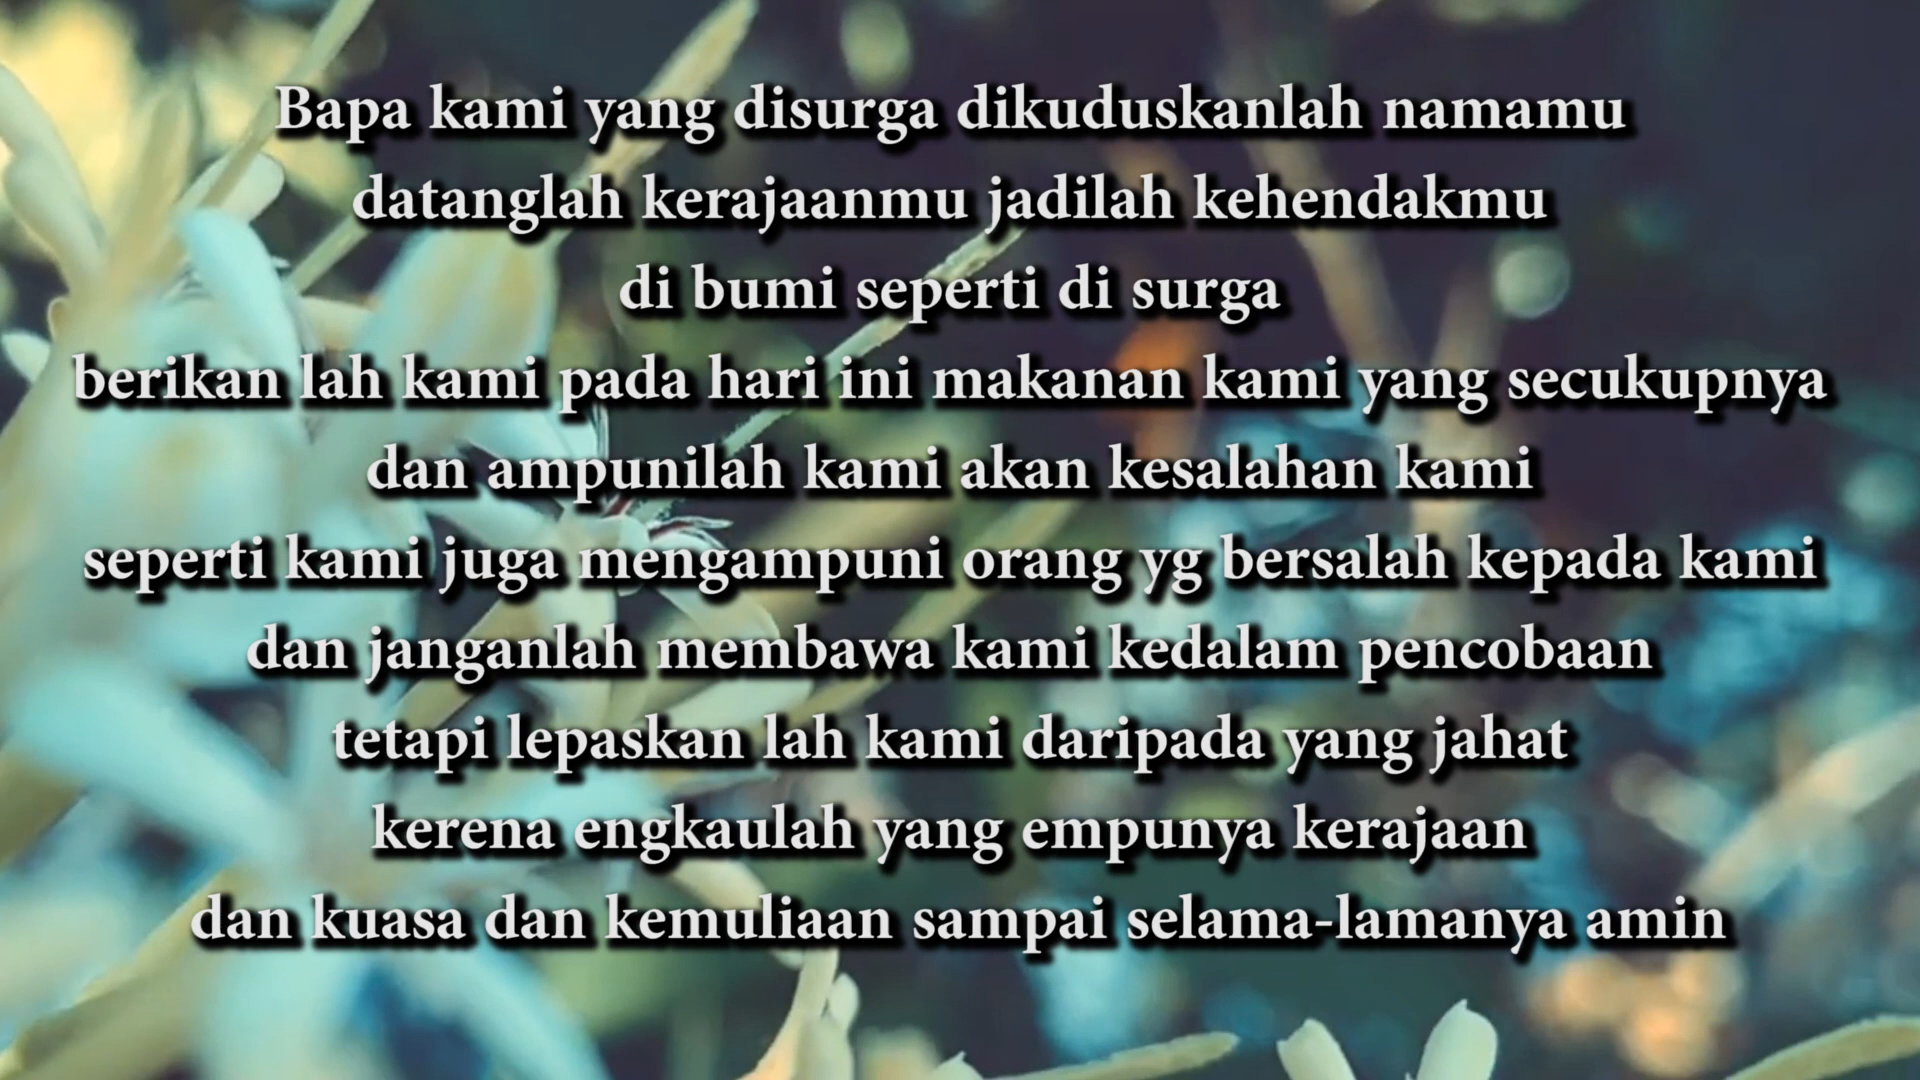 Bapa kami yang disurga dikuduskanlah namamu
datanglah kerajaanmu jadilah kehendakmu
di bumi seperti di surga
berikan lah kami pada hari ini makanan kami yang secukupnya
dan ampunilah kami akan kesalahan kami
seperti kami juga mengampuni orang yg bersalah kepada kami
dan janganlah membawa kami kedalam pencobaan
tetapi lepaskan lah kami daripada yang jahat
kerena engkaulah yang empunya kerajaan
dan kuasa dan kemuliaan sampai selama-lamanya amin